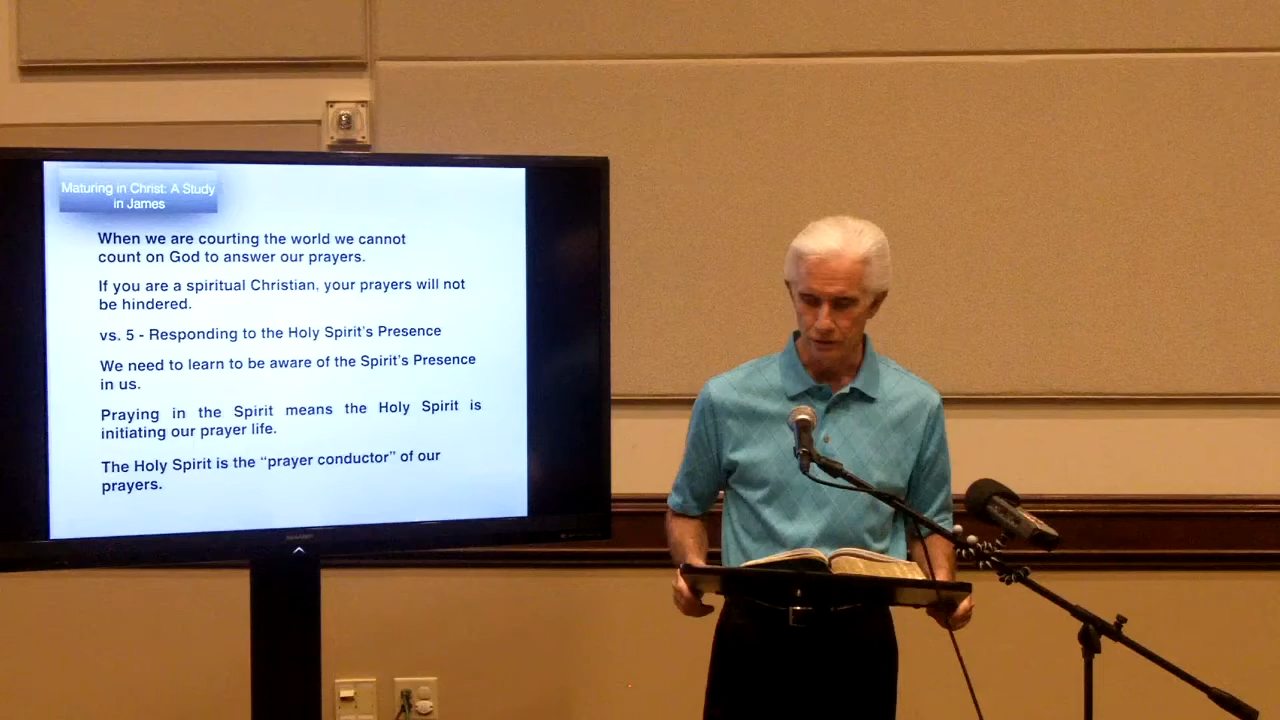 Maturing in Christ: A Study
in James
When we are courting the world we cannot
count on God to answer our prayers.
If you are a spiritual Christian, your prayers will not
be hindered.
vs. 5 - Responding to the Holy Spirit's Presence
We need to learn to be aware of the Spirit's Presence
in us.
Praying in the Spirit means the Holy Spirit is
initiating our prayer life.
The Holy Spirit is the “prayer conductor” of our
prayers.
SHARP